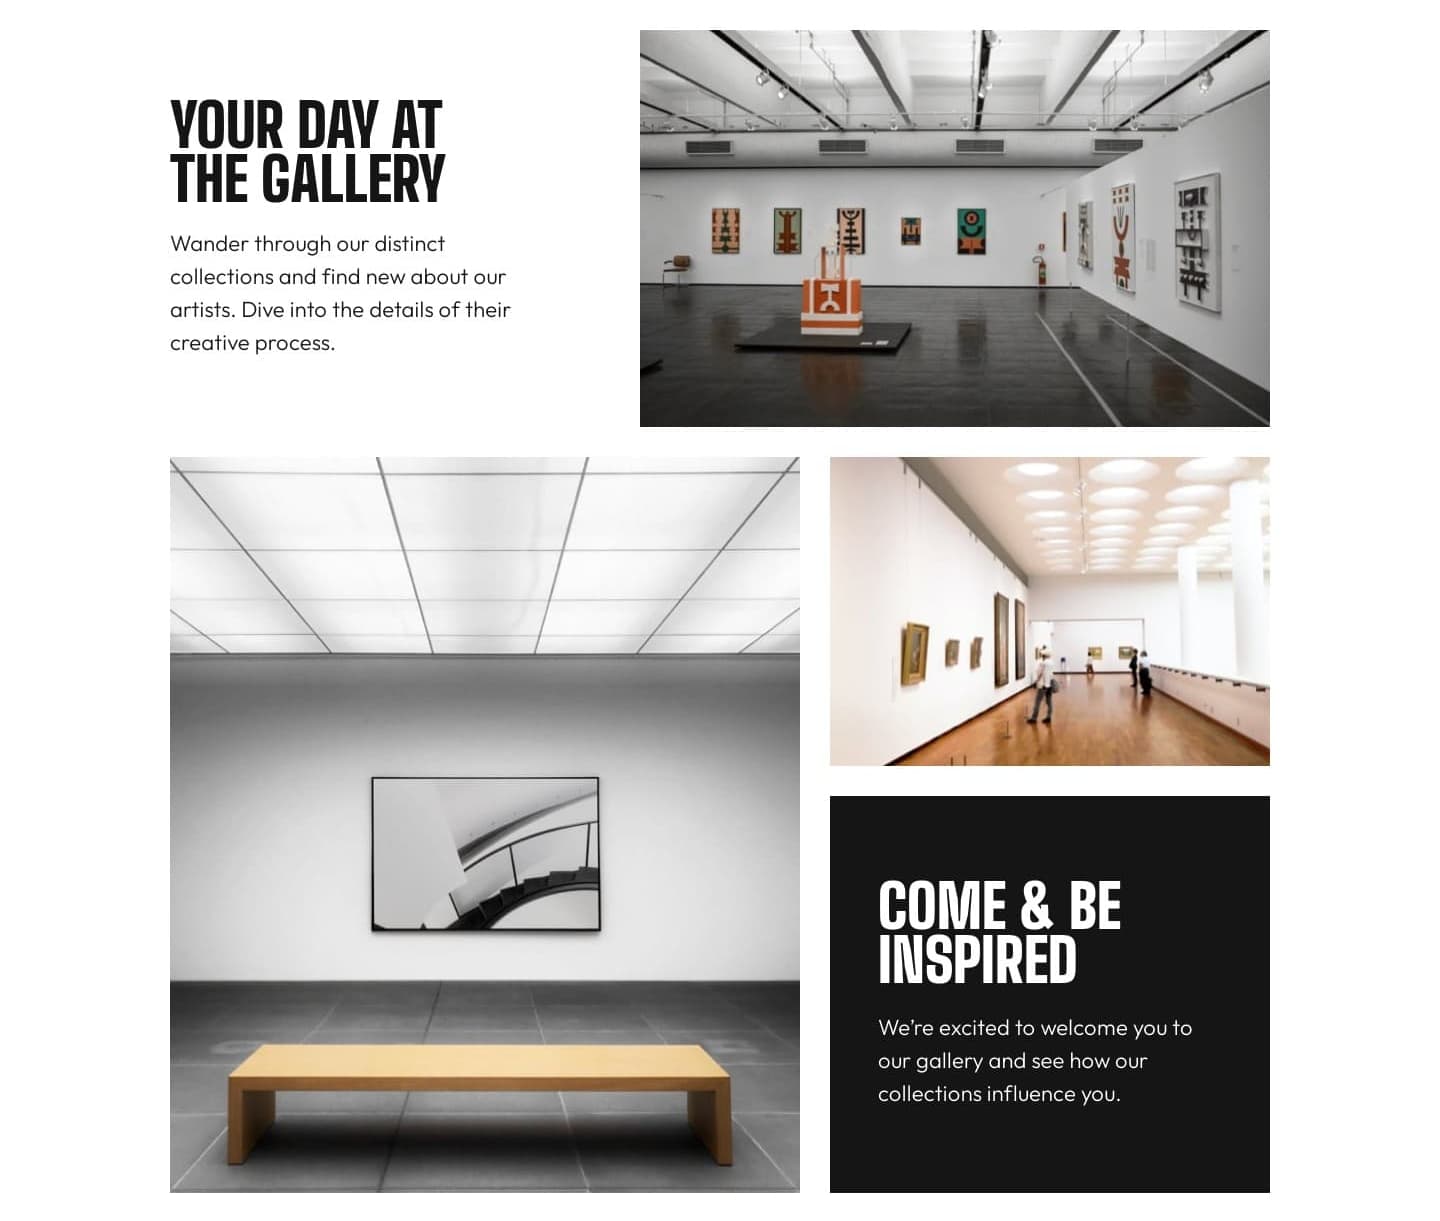 YOUR DAY AT
THE GALLERY
Wander through our distinct
collections and find new about our
artists. Dive into the details of their
creative process.
COME & BE
INSPIRED
We’re excited to welcome you to
our gallery and see how our
collections influence you.